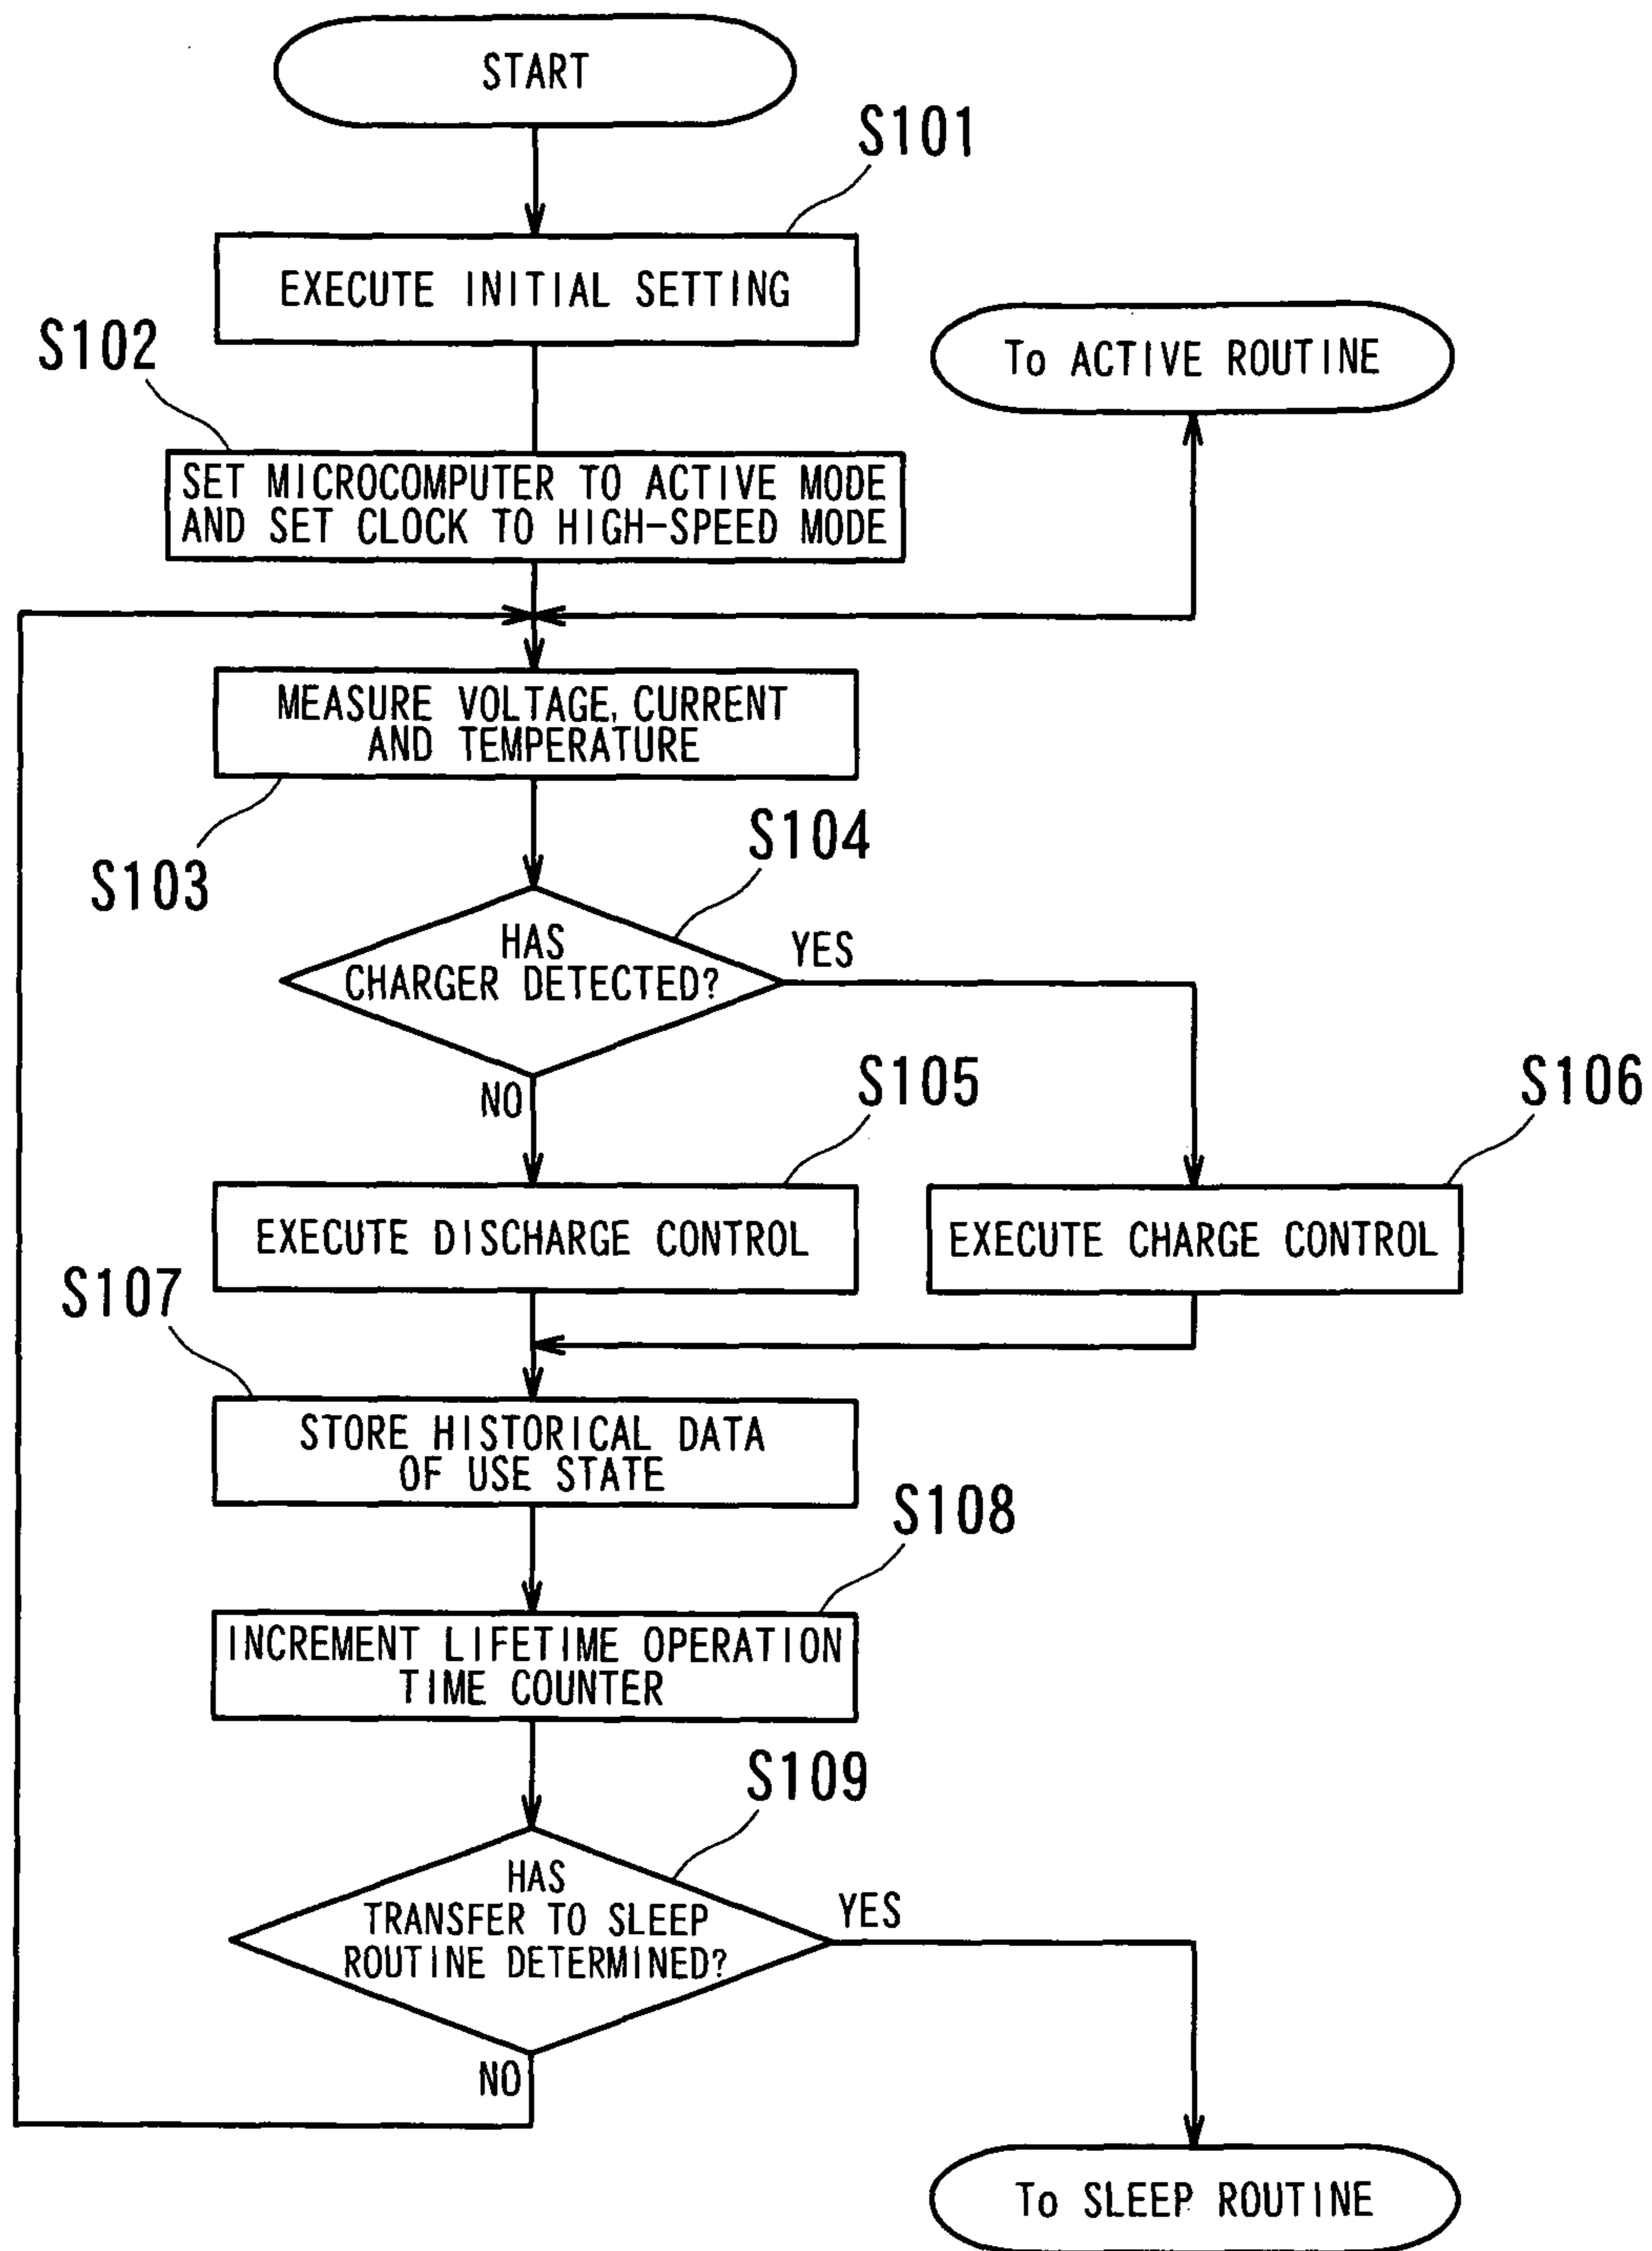 START
S101
EXECUTE INITIAL SETTING
S102
To ACTIVE ROUTINE
SET MICROCOMPUTER TO ACTIVE MODE
AND SET CLOCK TO HIGH-SPEED MODE
MEASURE VOLTAGE, CURRENT
AND TEMPERATURE
S103
S104
HAS
CHARGER DETECTED?
YES
NO
S105
S106
EXECUTE DISCHARGE CONTROL
EXECUTE CHARGE CONTROL
S107
STORE HISTORICAL DATA
OF USE STATE
S108
INCREMENT LIFETIME OPERATION
TIME COUNTER
S109
HAS
TRANSFER TO SLEEP
ROUTINE DETERMINED?
YES
NO
To SLEEP ROUTINE